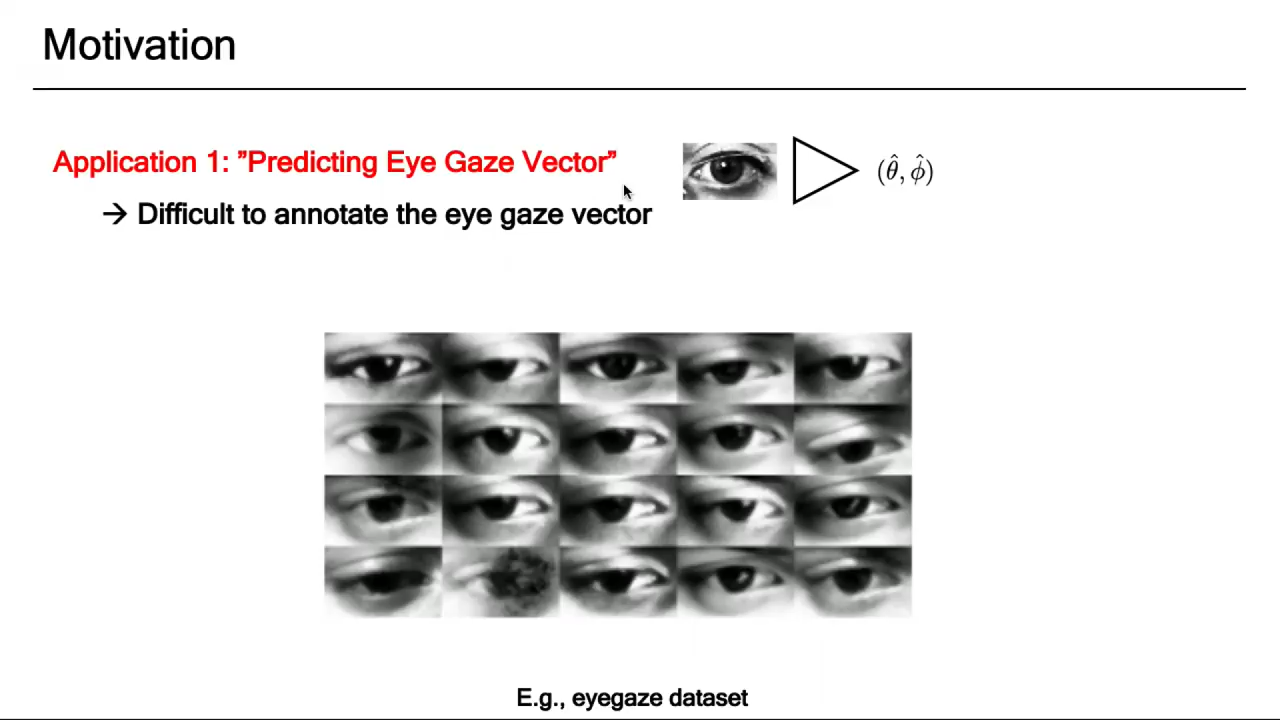 Motivation
Application 1: ”Predicting Eye Gaze Vector”
(θ̂, ϕ̂)
→ Difficult to annotate the eye gaze vector
E.g., eyegaze dataset